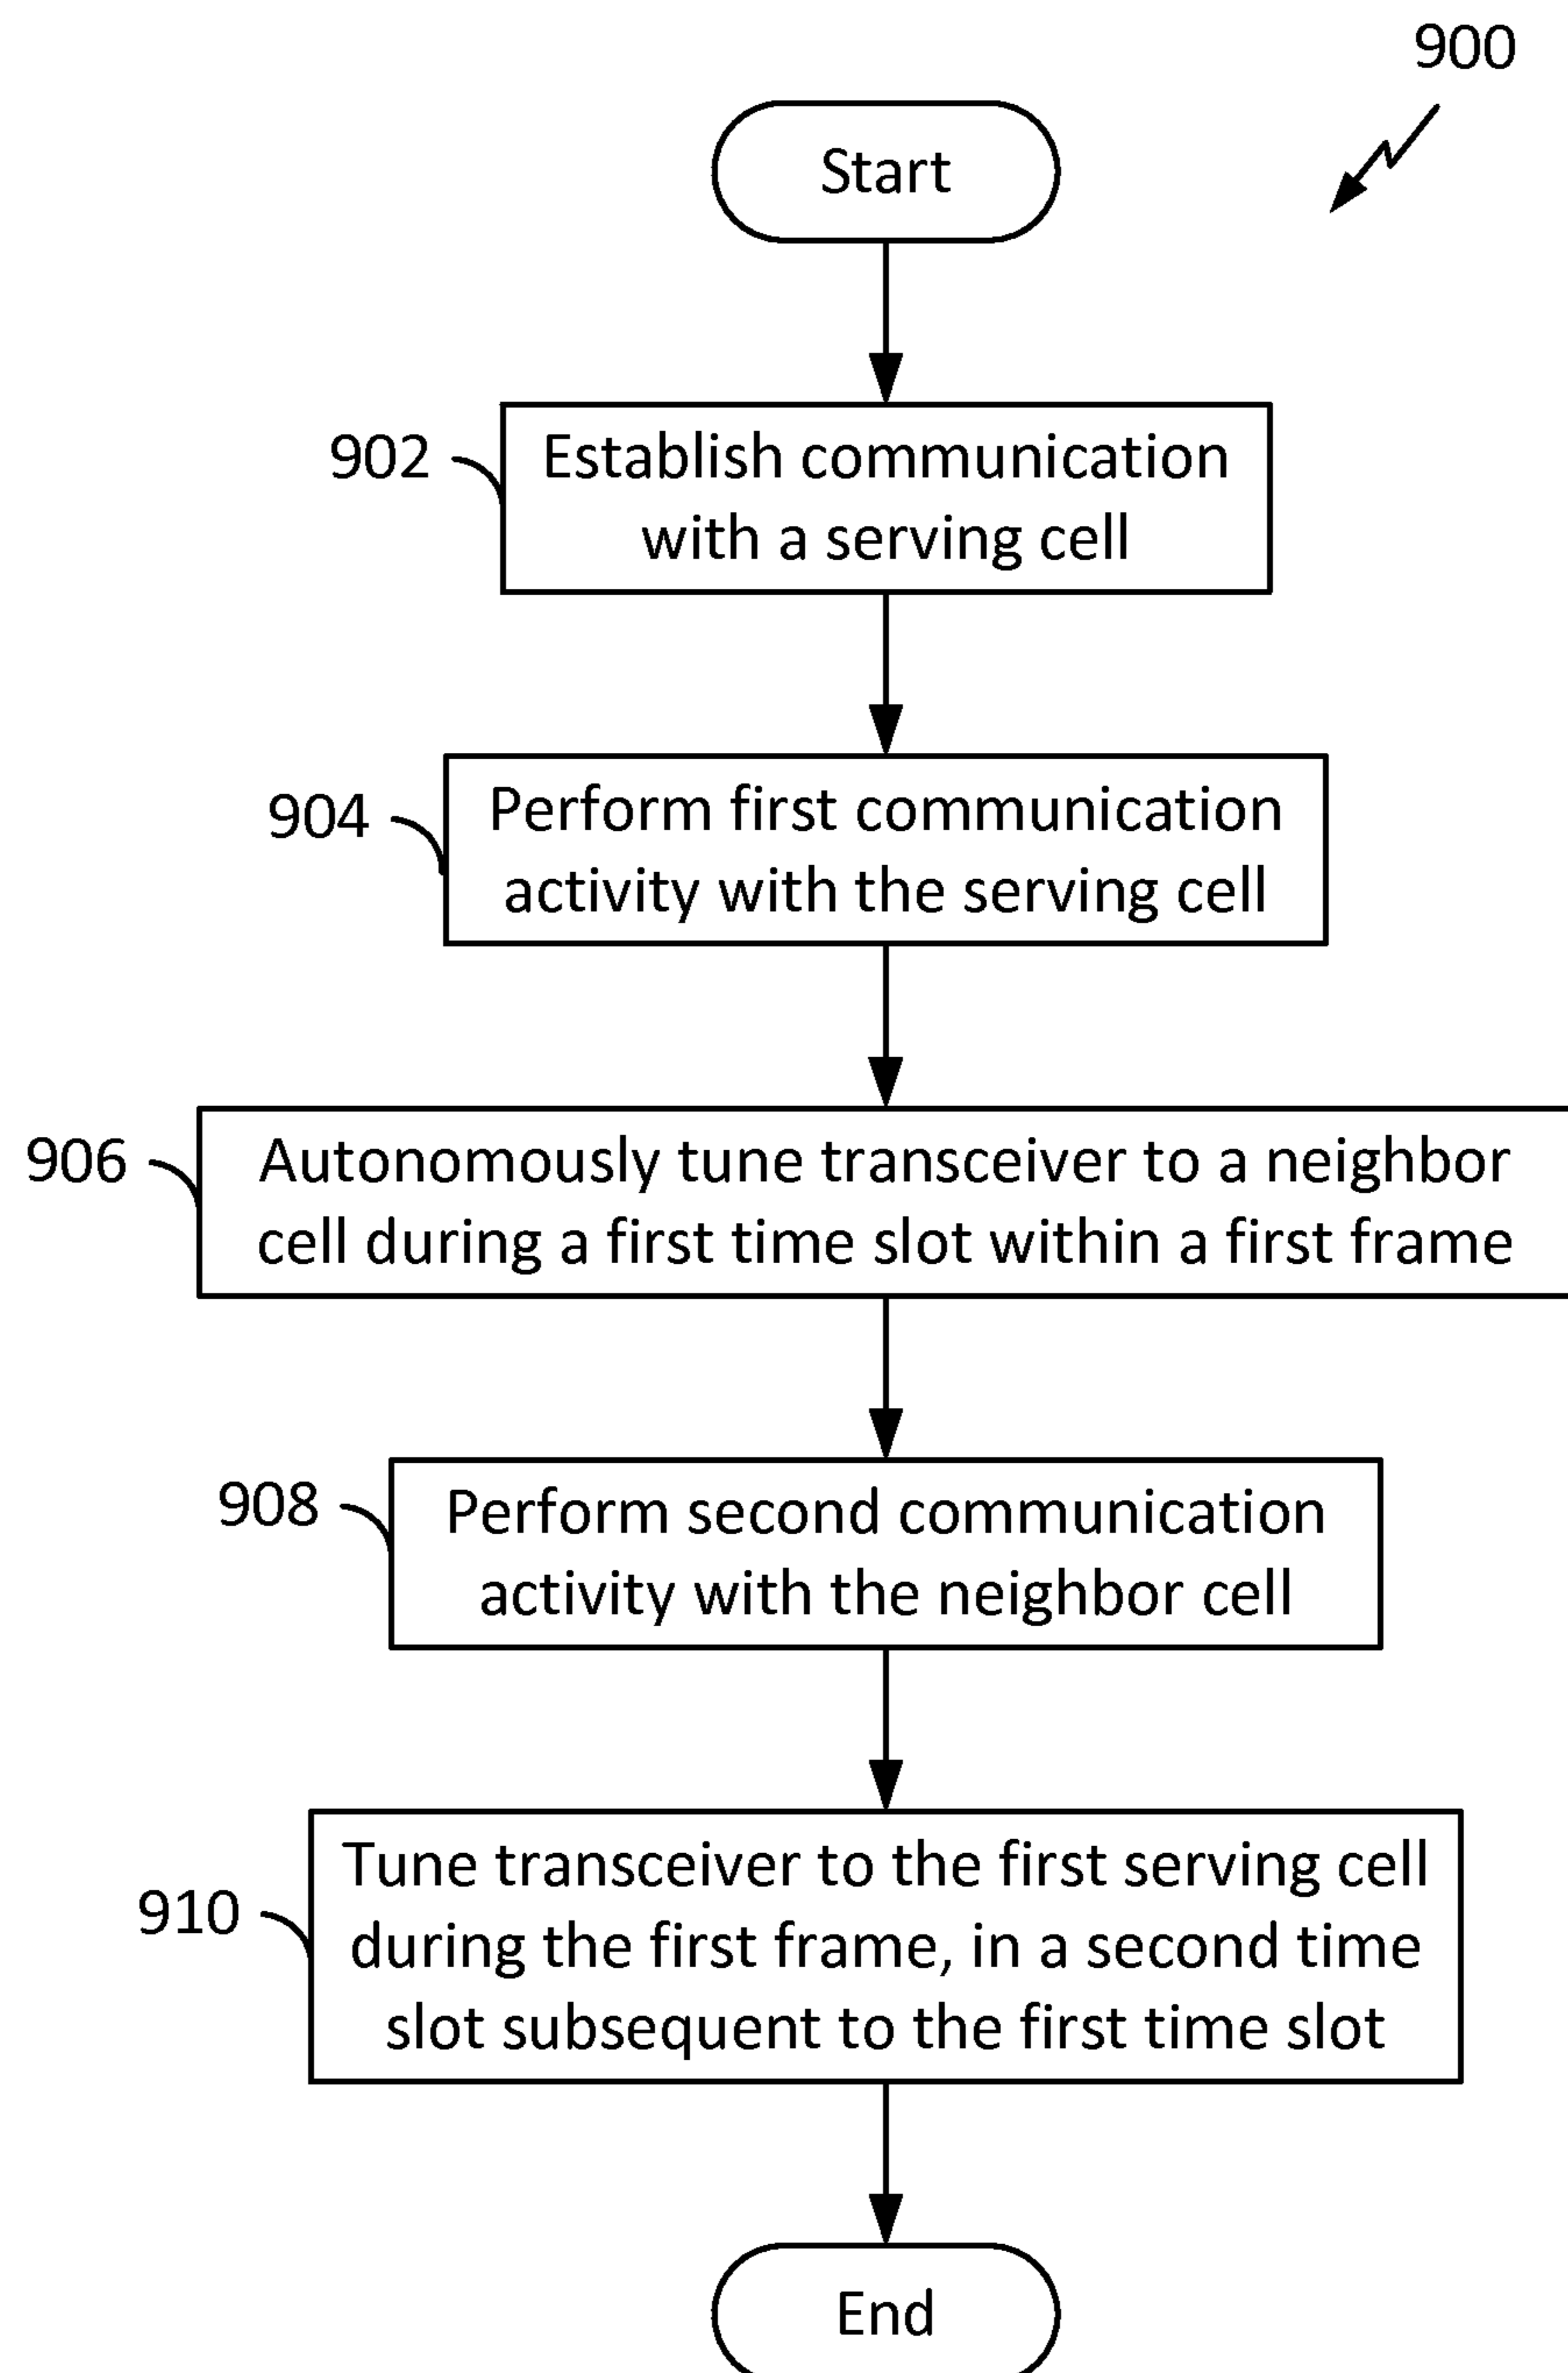 900
Start
902
Establish communication
with a serving cell
904
Perform first communication
activity with the serving cell
906
Autonomously tune transceiver to a neighbor
cell during a first time slot within a first frame
908
Perform second communication
activity with the neighbor cell
910
Tune transceiver to the first serving cell
during the first frame, in a second time
slot subsequent to the first time slot
End